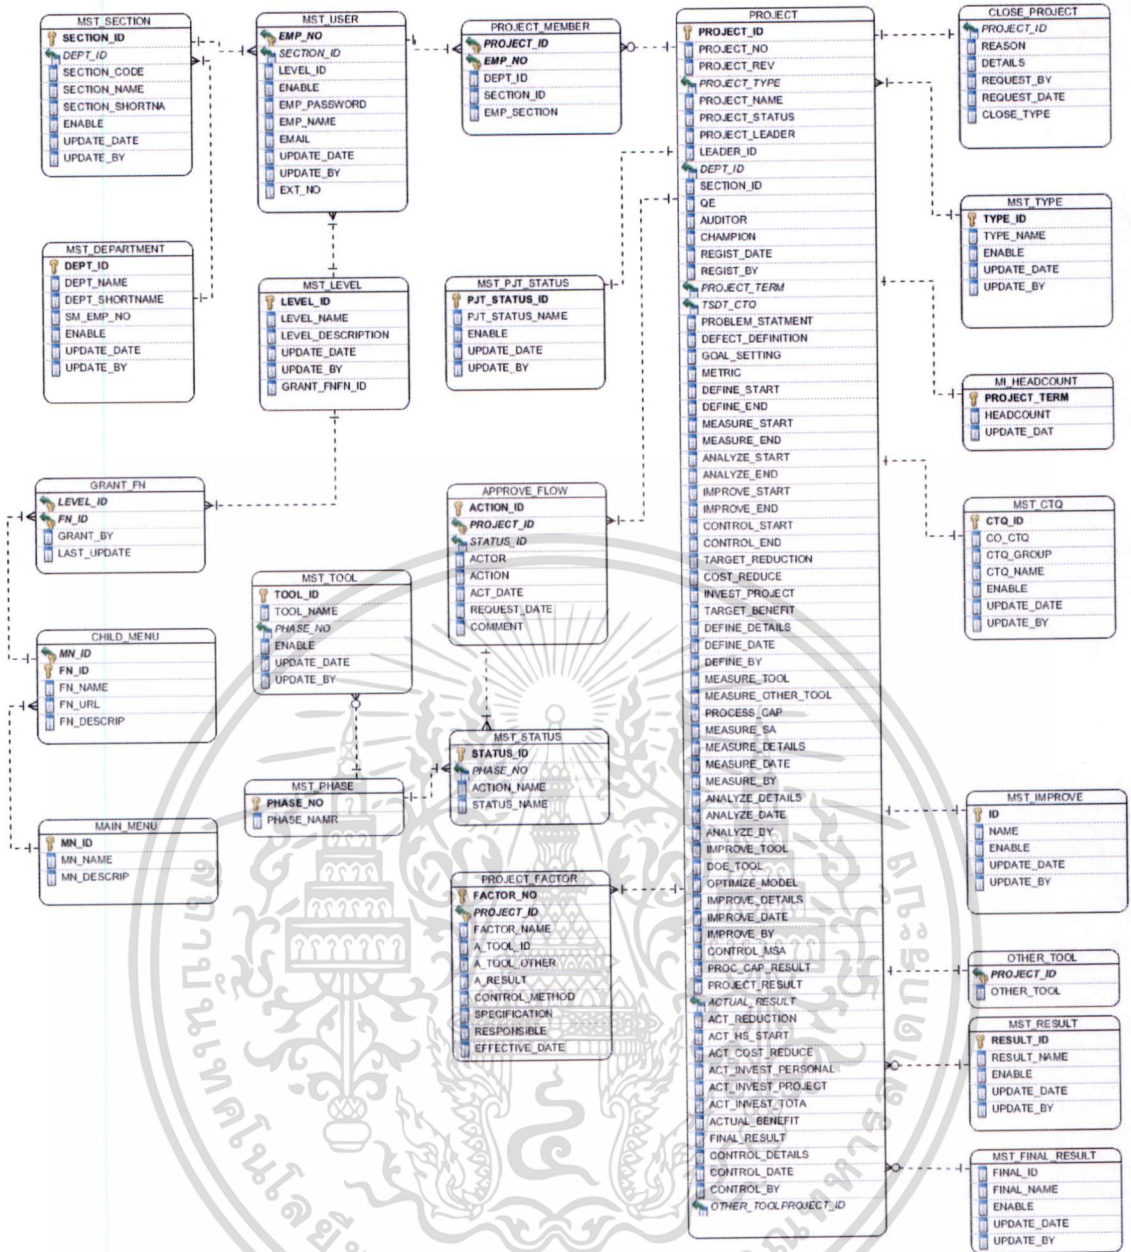 MST_SECTION
SECTION_ID
DEPT_ID
SECTION_CODE
SECTION_NAME
SECTION_SHORTNA
ENABLE
UPDATE_DATE
UPDATE_BY
MST_USER
EMP_NO
SECTION_ID
LEVEL_ID
ENABLE
EMP_PASSWORD
EMP_NAME
EMAIL
UPDATE_DATE
UPDATE_BY
EXT_NO
PROJECT_MEMBER
PROJECT_ID
EMP_NO
DEPT_ID
SECTION_ID
EMP_SECTION
MST_DEPARTMENT
DEPT_ID
DEPT_NAME
DEPT_SHORTNAME
SM_EMP_NO
ENABLE
UPDATE_DATE
UPDATE_BY
MST_LEVEL
LEVEL_ID
LEVEL_NAME
LEVEL_DESCRIPTION
UPDATE_DATE
UPDATE_BY
GRANT_FNFN_ID
MST_PJT_STATUS
PJT_STATUS_ID
PJT_STATUS_NAME
ENABLE
UPDATE_DATE
UPDATE_BY
GRANT_FN
LEVEL_ID
FN_ID
GRANT_BY
LAST_UPDATE
MST_TOOL
TOOL_ID
TOOL_NAME
PHASE_NO
ENABLE
UPDATE_DATE
UPDATE_BY
APPROVE_FLOW
ACTION_ID
PROJECT_ID
STATUS_ID
ACTOR
ACTION
ACT_DATE
REQUEST_DATE
COMMENT
CHILD_MENU
MN_ID
FN_ID
FN_NAME
FN_URL
FN_DESCRIP
MST_STATUS
STATUS_ID
PHASE_NO
ACTION_NAME
STATUS_NAME
MST_PHASE
PHASE_NO
PHASE_NAMR
MAIN_MENU
MN_ID
MN_NAME
MN_DESCRIP
PROJECT_FACTOR
FACTOR_NO
PROJECT_ID
FACTOR_NAME
A_TOOL_ID
A_TOOL_OTHER
A_RESULT
CONTROL_METHOD
SPECIFICATION
RESPONSIBLE
EFFECTIVE_DATE
PROJECT
PROJECT_ID
PROJECT_NO
PROJECT_REV
PROJECT_TYPE
PROJECT_NAME
PROJECT_STATUS
PROJECT_LEADER
LEADER_ID
DEPT_ID
SECTION_ID
QE
AUDITOR
CHAMPION
REGIST_DATE
REGIST_BY
PROJECT_TERM
TSDT_CTO
PROBLEM_STATMENT
DEFECT_DEFINITION
GOAL_SETTING
METRIC
DEFINE_START
DEFINE_END
MEASURE_START
MEASURE_END
ANALYZE_START
ANALYZE_END
IMPROVE_START
IMPROVE_END
CONTROL_START
CONTROL_END
TARGET_REDUCTION
COST_REDUCE
INVEST_PROJECT
TARGET_BENEFIT
DEFINE_DETAILS
DEFINE_DATE
DEFINE_BY
MEASURE_TOOL
MEASURE_OTHER_TOOL
PROCESS_CAP
MEASURE_SA
MEASURE_DETAILS
MEASURE_DATE
MEASURE_BY
ANALYZE_DETAILS
ANALYZE_DATE
ANALYZE_BY
IMPROVE_TOOL
DOE_TOOL
OPTIMIZE_MODEL
IMPROVE_DETAILS
IMPROVE_DATE
IMPROVE_BY
CONTROL_MSA
PROC_CAP_RESULT
PROJECT_RESULT
ACTUAL_RESULT
ACT_REDUCTION
ACT_HS_START
ACT_COST_REDUCE
ACT_INVEST_PERSONAL
ACT_INVEST_PROJECT
ACT_INVEST_TOTA
ACTUAL_BENEFIT
FINAL_RESULT
CONTROL_DETAILS
CONTROL_DATE
CONTROL_BY
OTHER_TOOLPROJECT_ID
CLOSE_PROJECT
PROJECT_ID
REASON
DETAILS
REQUEST_BY
REQUEST_DATE
CLOSE_TYPE
MST_TYPE
TYPE_ID
TYPE_NAME
ENABLE
UPDATE_DATE
UPDATE_BY
MI_HEADCOUNT
PROJECT_TERM
HEADCOUNT
UPDATE_DAT
MST_CTQ
CTQ_ID
CO_CTQ
CTQ_GROUP
CTQ_NAME
ENABLE
UPDATE_DATE
UPDATE_BY
MST_IMPROVE
ID
NAME
ENABLE
UPDATE_DATE
UPDATE_BY
OTHER_TOOL
PROJECT_ID
OTHER_TOOL
MST_RESULT
RESULT_ID
RESULT_NAME
ENABLE
UPDATE_DATE
UPDATE_BY
MST_FINAL_RESULT
FINAL_ID
FINAL_NAME
ENABLE
UPDATE_DATE
UPDATE_BY